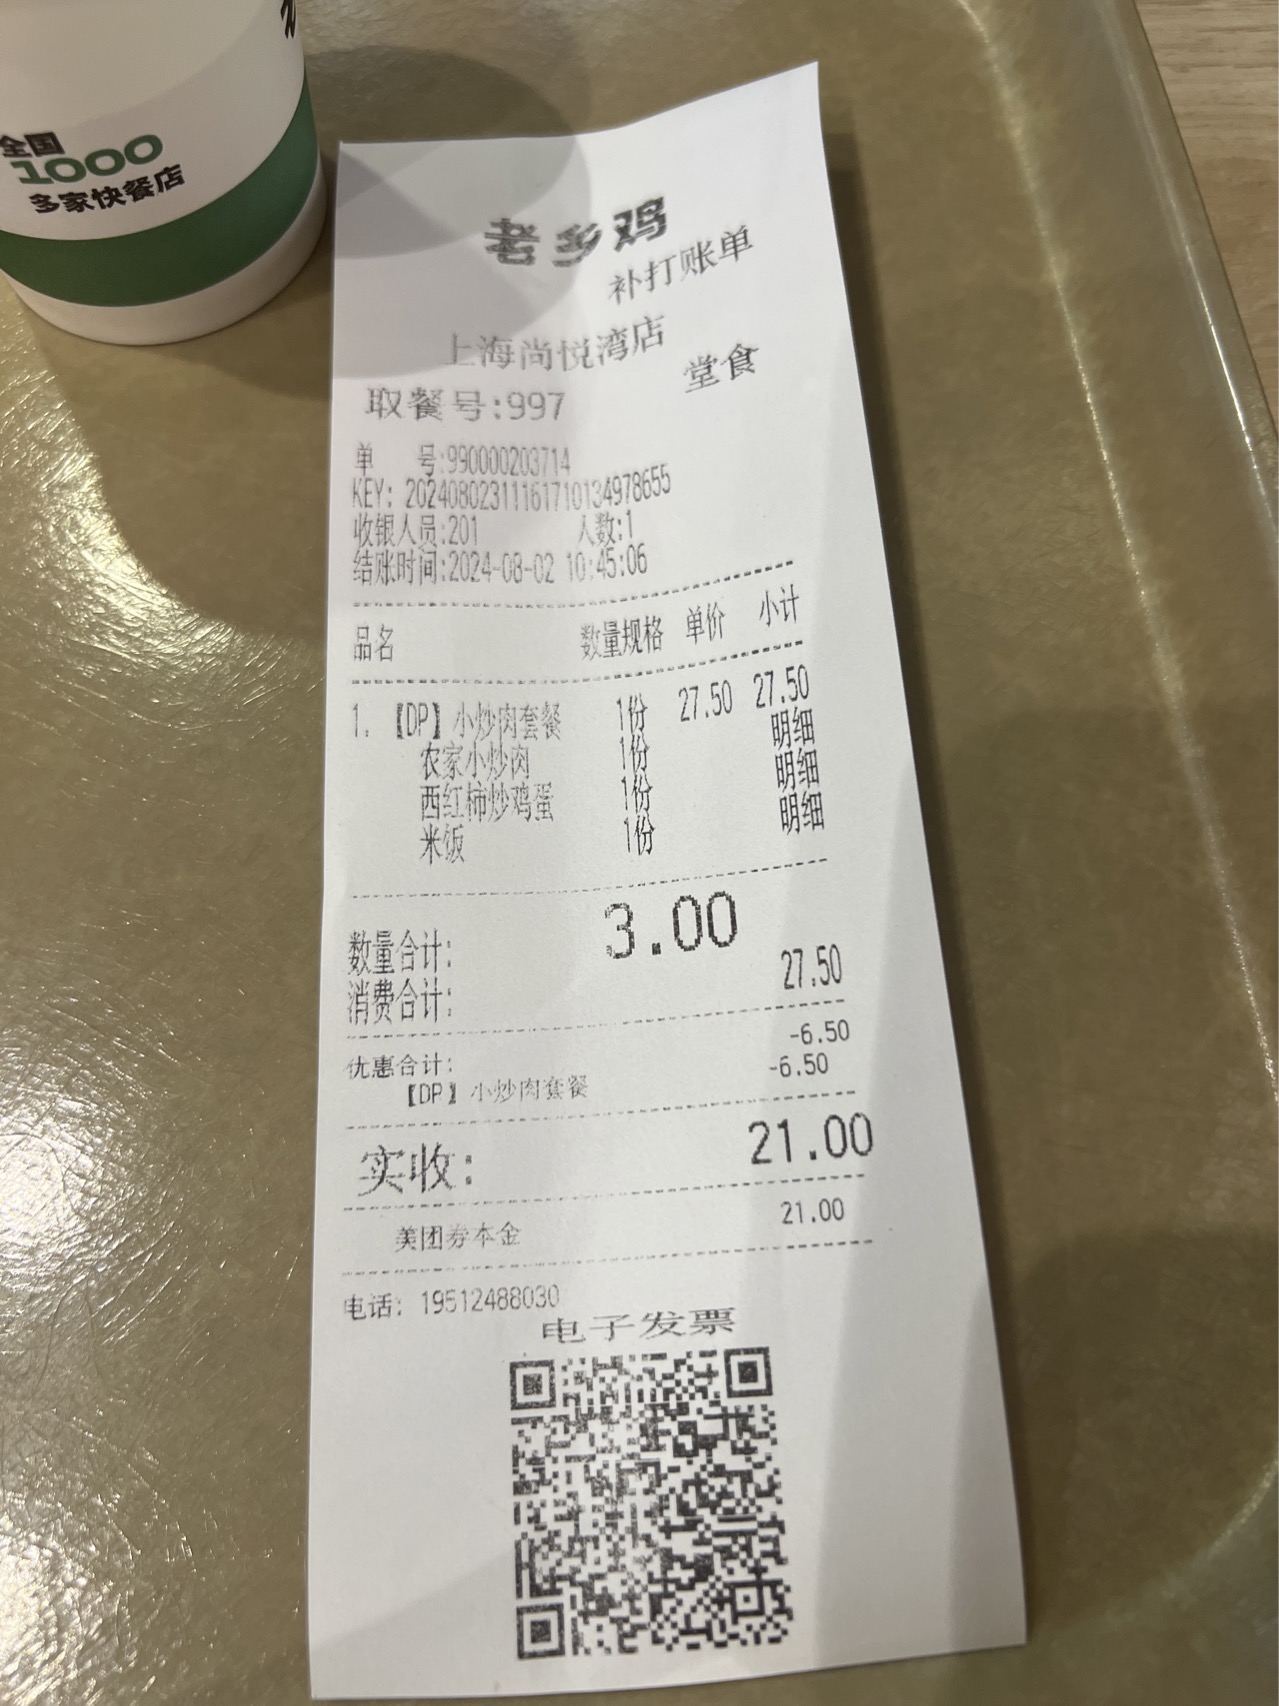 全国
1000
多家快餐店
老乡鸡
补打账单
上海尚悦湾店
堂食
取餐号:997
单 号:990000203714
KEY: 20240802311161710134978655
收银人员:201 人数:1
结账时间:2024-08-02 10:45:06
品名 数量规格 单价 小计
1. 【DP】小炒肉套餐 1份 27.50 27.50
农家小炒肉 1份 明细
西红柿炒鸡蛋 1份 明细
米饭 1份 明细
数量合计: 3.00
消费合计: 27.50
优惠合计: -6.50
【DP】小炒肉套餐 -6.50
实收: 21.00
美团券本金 21.00
电话: 19512488030
电子发票